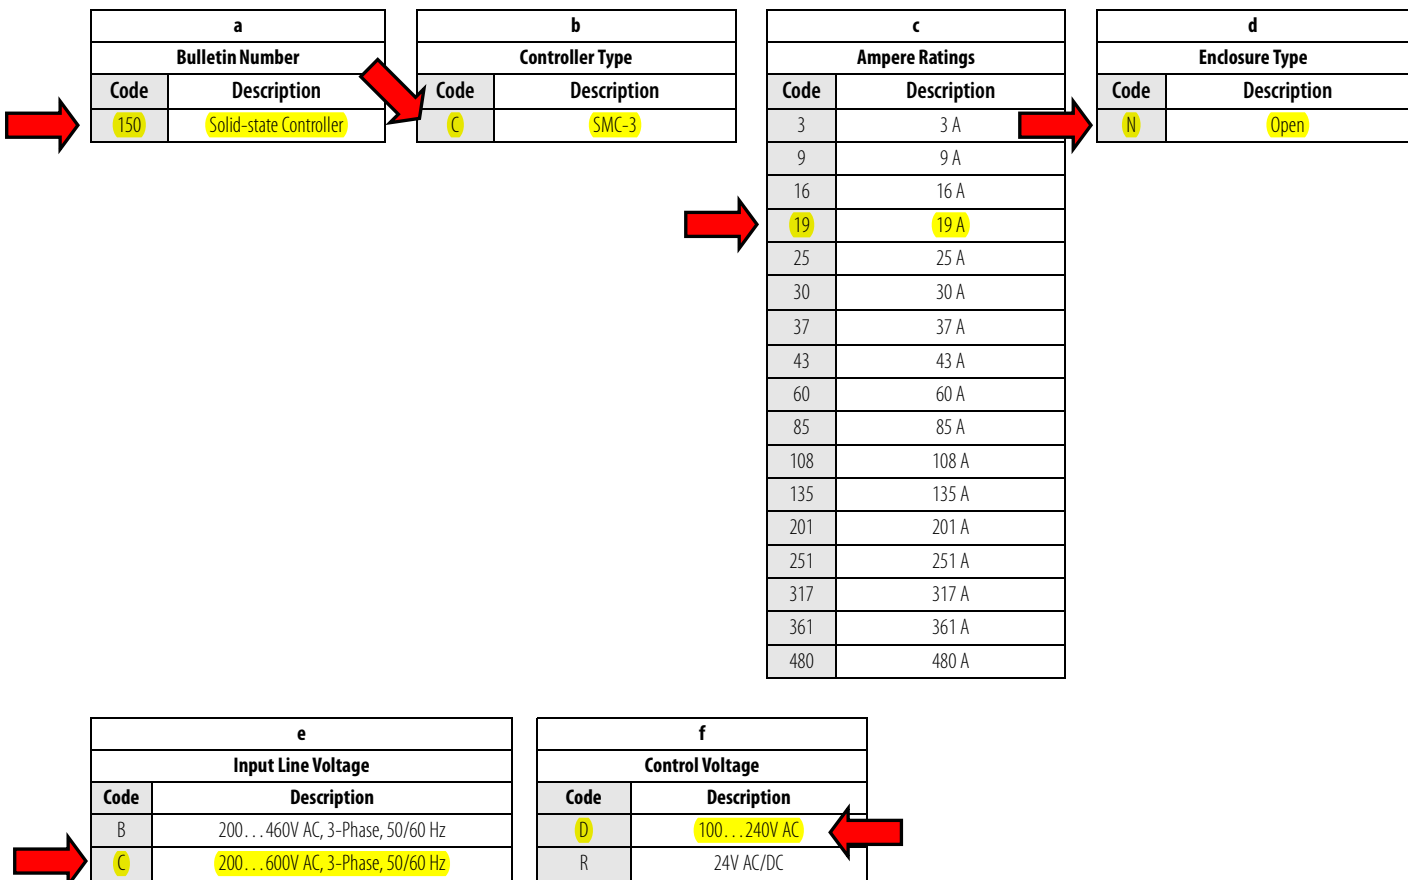 a
Bulletin Number
Code Description
150 Solid-state Controller
b
Controller Type
Code Description
C SMC-3
c
Ampere Ratings
Code Description
3 3 A
9 9 A
16 16 A
19 19 A
25 25 A
30 30 A
37 37 A
43 43 A
60 60 A
85 85 A
108 108 A
135 135 A
201 201 A
251 251 A
317 317 A
361 361 A
480 480 A
d
Enclosure Type
Code Description
N Open
e
Input Line Voltage
Code Description
B 200...460V AC, 3-Phase, 50/60 Hz
C 200...600V AC, 3-Phase, 50/60 Hz
f
Control Voltage
Code Description
D 100...240V AC
R 24V AC/DC